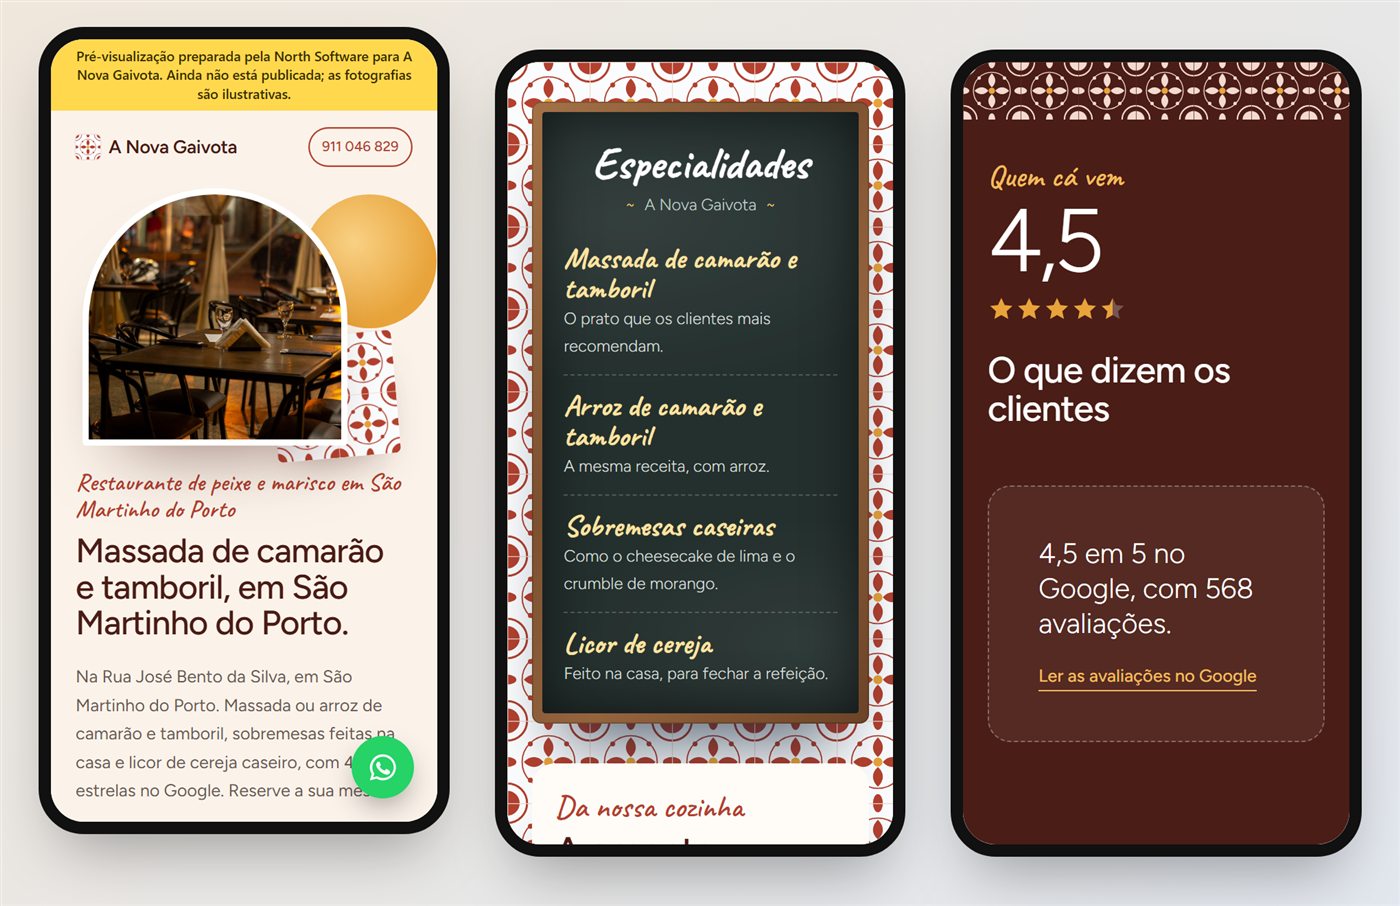 Pré-visualização preparada pela North Software para A
Nova Gaivota. Ainda não está publicada; as fotografias
são ilustrativas.
A Nova Gaivota
911 046 829
Restaurante de peixe e marisco em São
Martinho do Porto
Massada de camarão
e tamboril, em São
Martinho do Porto.
Na Rua José Bento da Silva, em São
Martinho do Porto. Massada ou arroz de
camarão e tamboril, sobremesas feitas na
casa e licor de cereja caseiro, com 4
estrelas no Google. Reserve a sua
Especialidades
~ A Nova Gaivota ~
Massada de camarão e
tamboril
O prato que os clientes mais
recomendam.
Arroz de camarão e
tamboril
A mesma receita, com arroz.
Sobremesas caseiras
Como o cheesecake de lima e o
crumble de morango.
Licor de cereja
Feito na casa, para fechar a refeição.
Da nossa cozinha
Quem cá vem
4,5
O que dizem os
clientes
4,5 em 5 no
Google, com 568
avaliações.
Ler as avaliações no Google